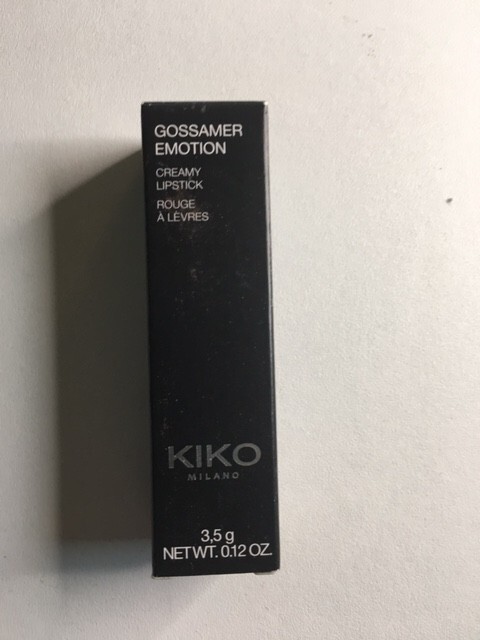 GOSSAMER
EMOTION
CREAMY
LIPSTICK
ROUGE
À LÈVRES
KIKO
MILANO
3,5 g
NET WT. 0.12 OZ.